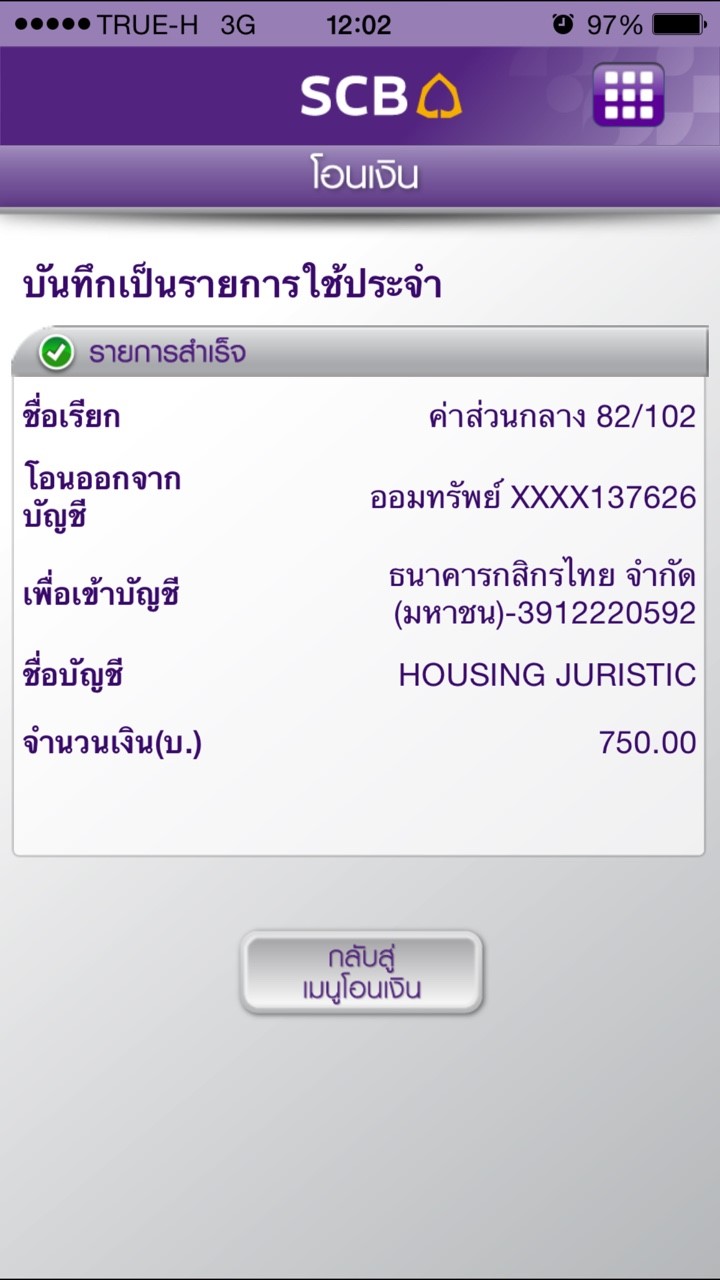 TRUE-H 3G 12:02 97%
SCB
โอนเงิน
บันทึกเป็นรายการใช้ประจำ
รายการสำเร็จ
ชื่อเรียก ค่าส่วนกลาง 82/102
โอนออกจาก
บัญชี ออมทรัพย์ XXXX137626
เพื่อเข้าบัญชี ธนาคารกสิกรไทย จำกัด
(มหาชน)-3912220592
ชื่อบัญชี HOUSING JURISTIC
จำนวนเงิน(บ.) 750.00
กลับสู่
เมนูโอนเงิน